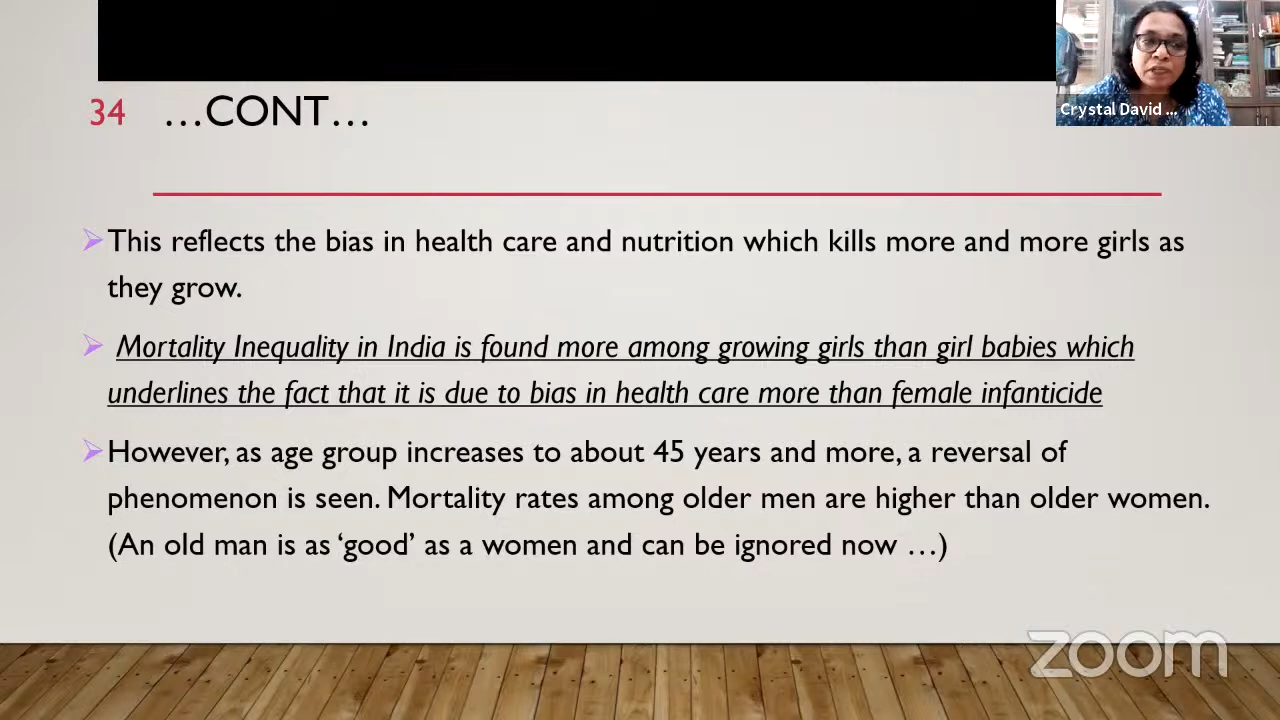 34 …CONT…
Crystal David ...
This reflects the bias in health care and nutrition which kills more and more girls as
they grow.
Mortality Inequality in India is found more among growing girls than girl babies which
underlines the fact that it is due to bias in health care more than female infanticide
However, as age group increases to about 45 years and more, a reversal of
phenomenon is seen. Mortality rates among older men are higher than older women.
(An old man is as ‘good’ as a women and can be ignored now …)
zoom